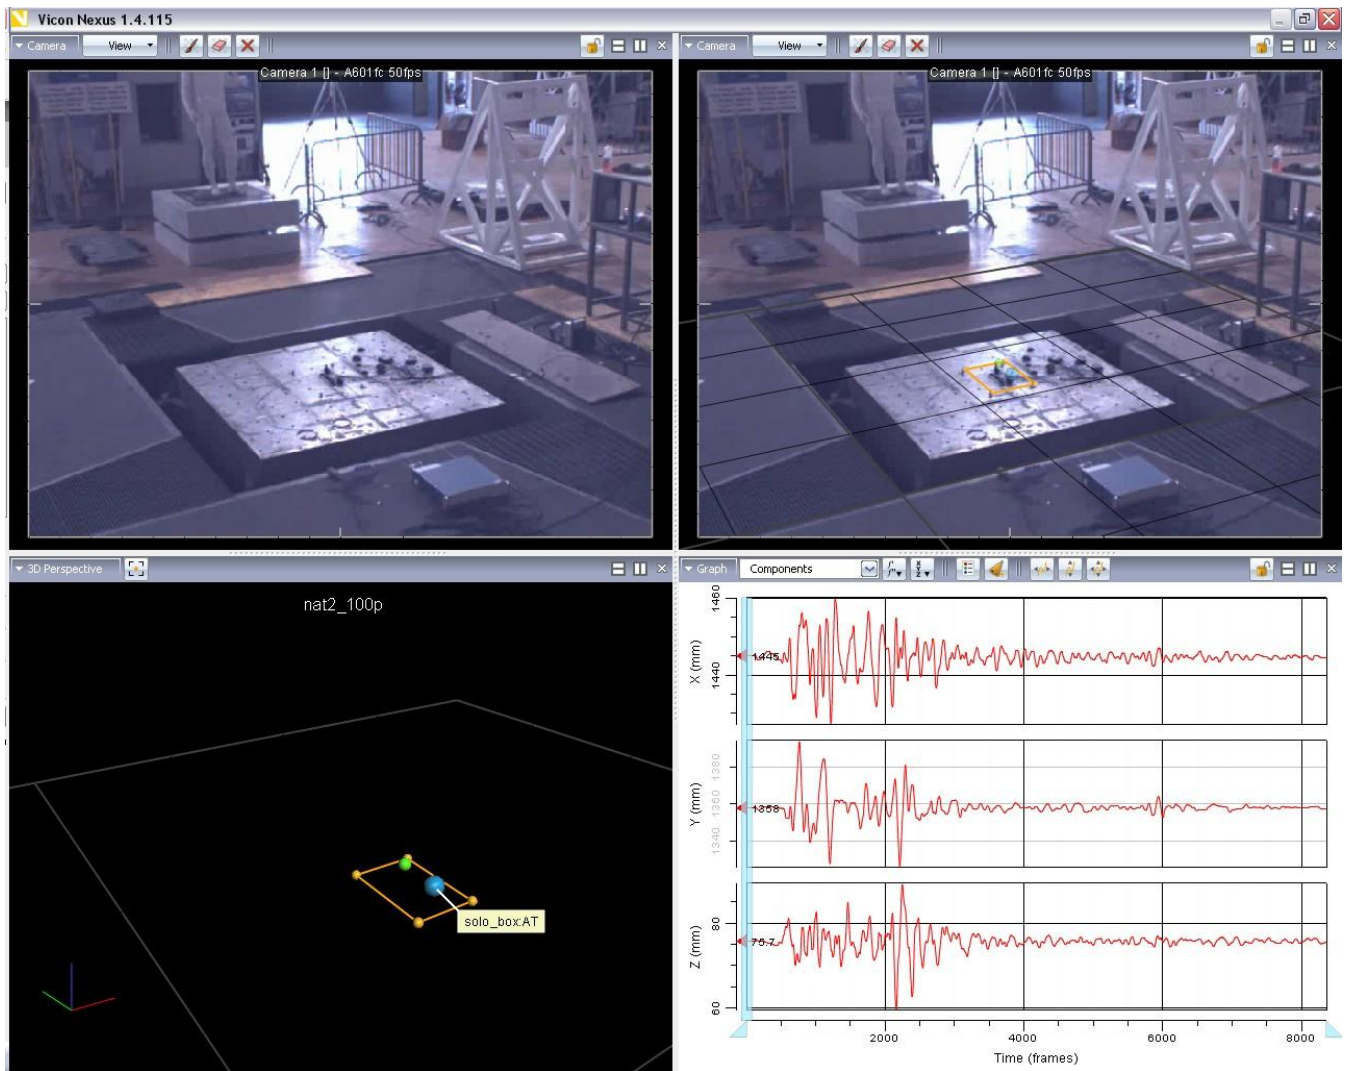 Vicon Nexus 1.4.115
Camera View
Camera 1 [] - A601fc 50fps
Camera View
Camera 1 [] - A601fc 50fps
3D Perspective
nat2_100p
solo_box:AT
Graph Components
1460
1440
X (mm)
1445
1380
1360
1340
Y (mm)
1358
80
60
Z (mm)
75.7
2000 4000 6000 8000
Time (frames)